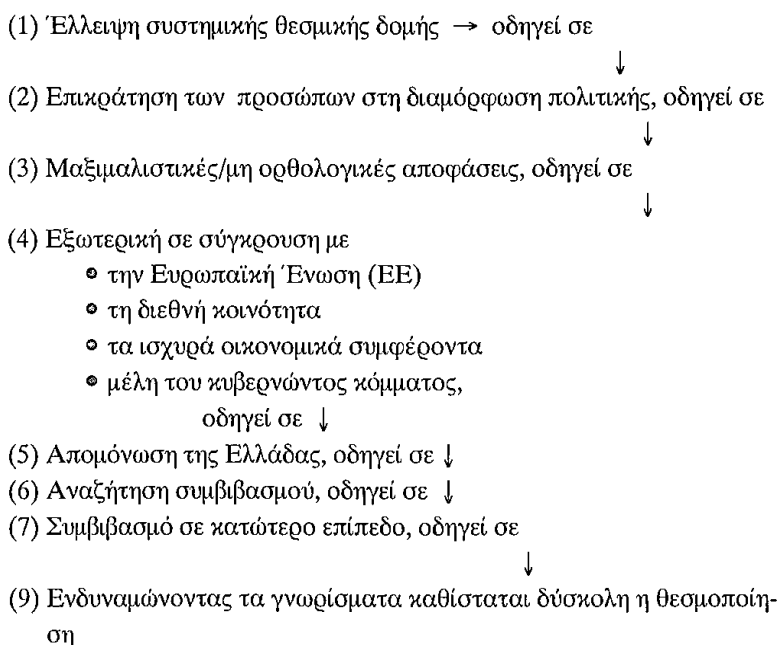 (1) Έλλειψη συστημικής θεσμικής δομής → οδηγεί σε
↓
(2) Επικράτηση των προσώπων στη διαμόρφωση πολιτικής, οδηγεί σε
↓
(3) Μαξιμαλιστικές/μη ορθολογικές αποφάσεις, οδηγεί σε
↓
(4) Εξωτερική σε σύγκρουση με
• την Ευρωπαϊκή Ένωση (ΕΕ)
• τη διεθνή κοινότητα
• τα ισχυρά οικονομικά συμφέροντα
• μέλη του κυβερνώντος κόμματος,
οδηγεί σε ↓
(5) Απομόνωση της Ελλάδας, οδηγεί σε ↓
(6) Αναζήτηση συμβιβασμού, οδηγεί σε ↓
(7) Συμβιβασμό σε κατώτερο επίπεδο, οδηγεί σε
↓
(9) Ενδυναμώνοντας τα γνωρίσματα καθίσταται δύσκολη η θεσμοποίη-
ση